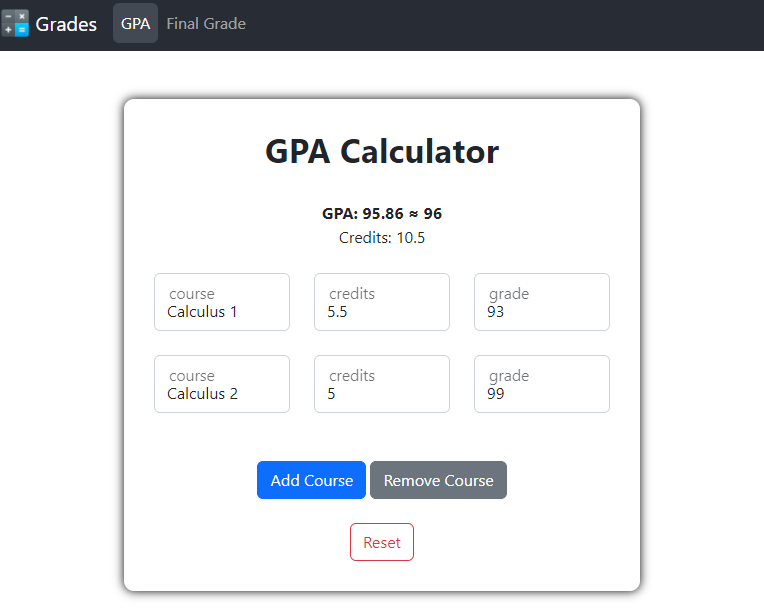 Grades GPA Final Grade
GPA Calculator
GPA: 95.86 ≈ 96
Credits: 10.5
course credits grade
Calculus 1 5.5 93
course credits grade
Calculus 2 5 99
Add Course Remove Course
Reset